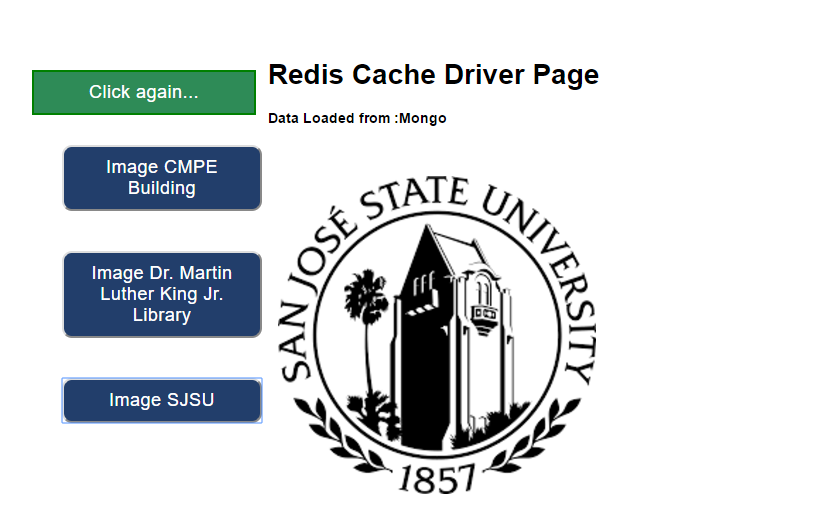 Redis Cache Driver Page
Click again...
Data Loaded from :Mongo
Image CMPE
Building
Image Dr. Martin
Luther King Jr.
Library
Image SJSU
SAN JOSÉ STATE UNIVERSITY
1857